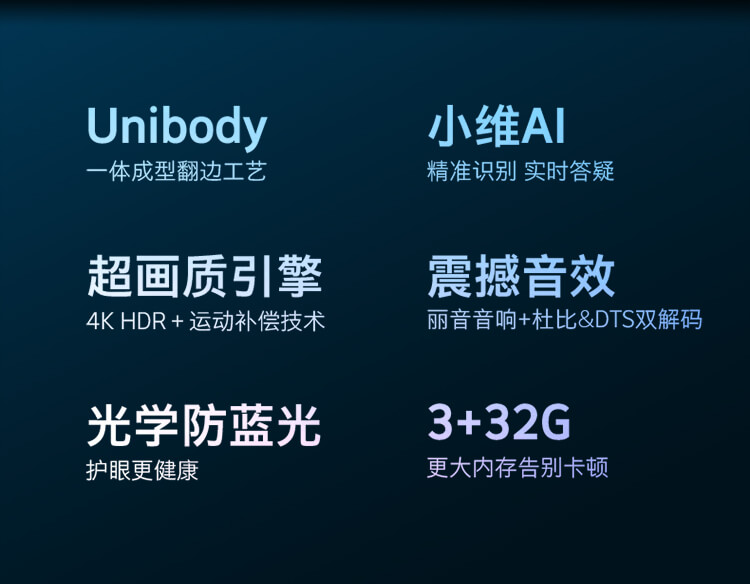 Unibody
一体成型翻边工艺
小维AI
精准识别 实时答疑
超画质引擎
4K HDR + 运动补偿技术
震撼音效
丽音音响+杜比&DTS双解码
光学防蓝光
护眼更健康
3+32G
更大内存告别卡顿